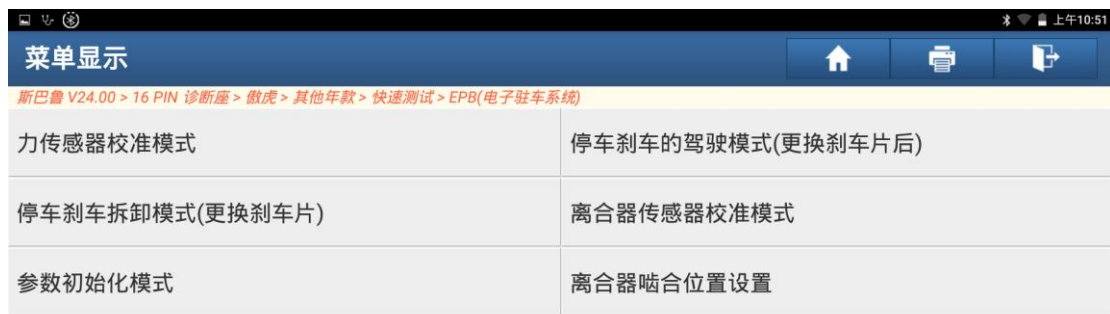 上午10:51
菜单显示
斯巴鲁 V24.00 > 16 PIN 诊断座 > 傲虎 > 其他年款 > 快速测试 > EPB(电子驻车系统)
力传感器校准模式
停车刹车的驾驶模式(更换刹车片后)
停车刹车拆卸模式(更换刹车片)
离合器传感器校准模式
参数初始化模式
离合器啮合位置设置